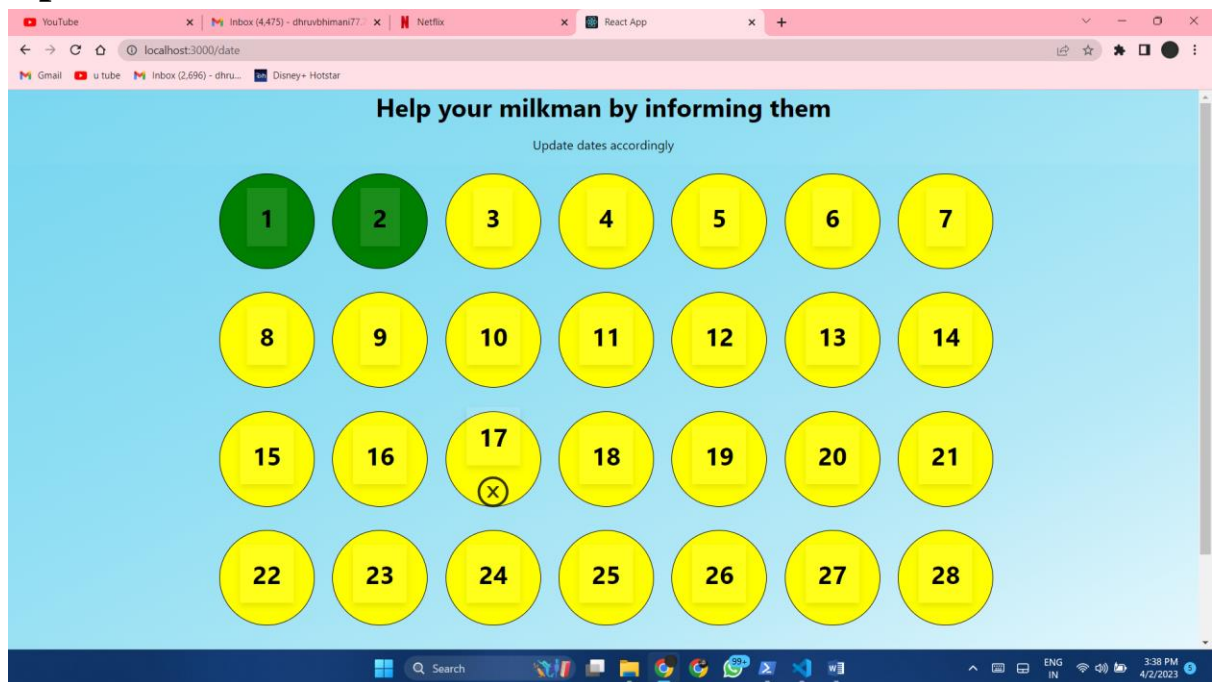 YouTube Inbox (4,475) - dhruvbhimani77. Netflix React App
localhost:3000/date
Gmail u tube Inbox (2,696) - dhru... Disney+ Hotstar
Help your milkman by informing them
Update dates accordingly
1 2 3 4 5 6 7
8 9 10 11 12 13 14
15 16 17 18 19 20 21
X
22 23 24 25 26 27 28
Search 99+ ENG 3:38 PM 5
IN 4/2/2023